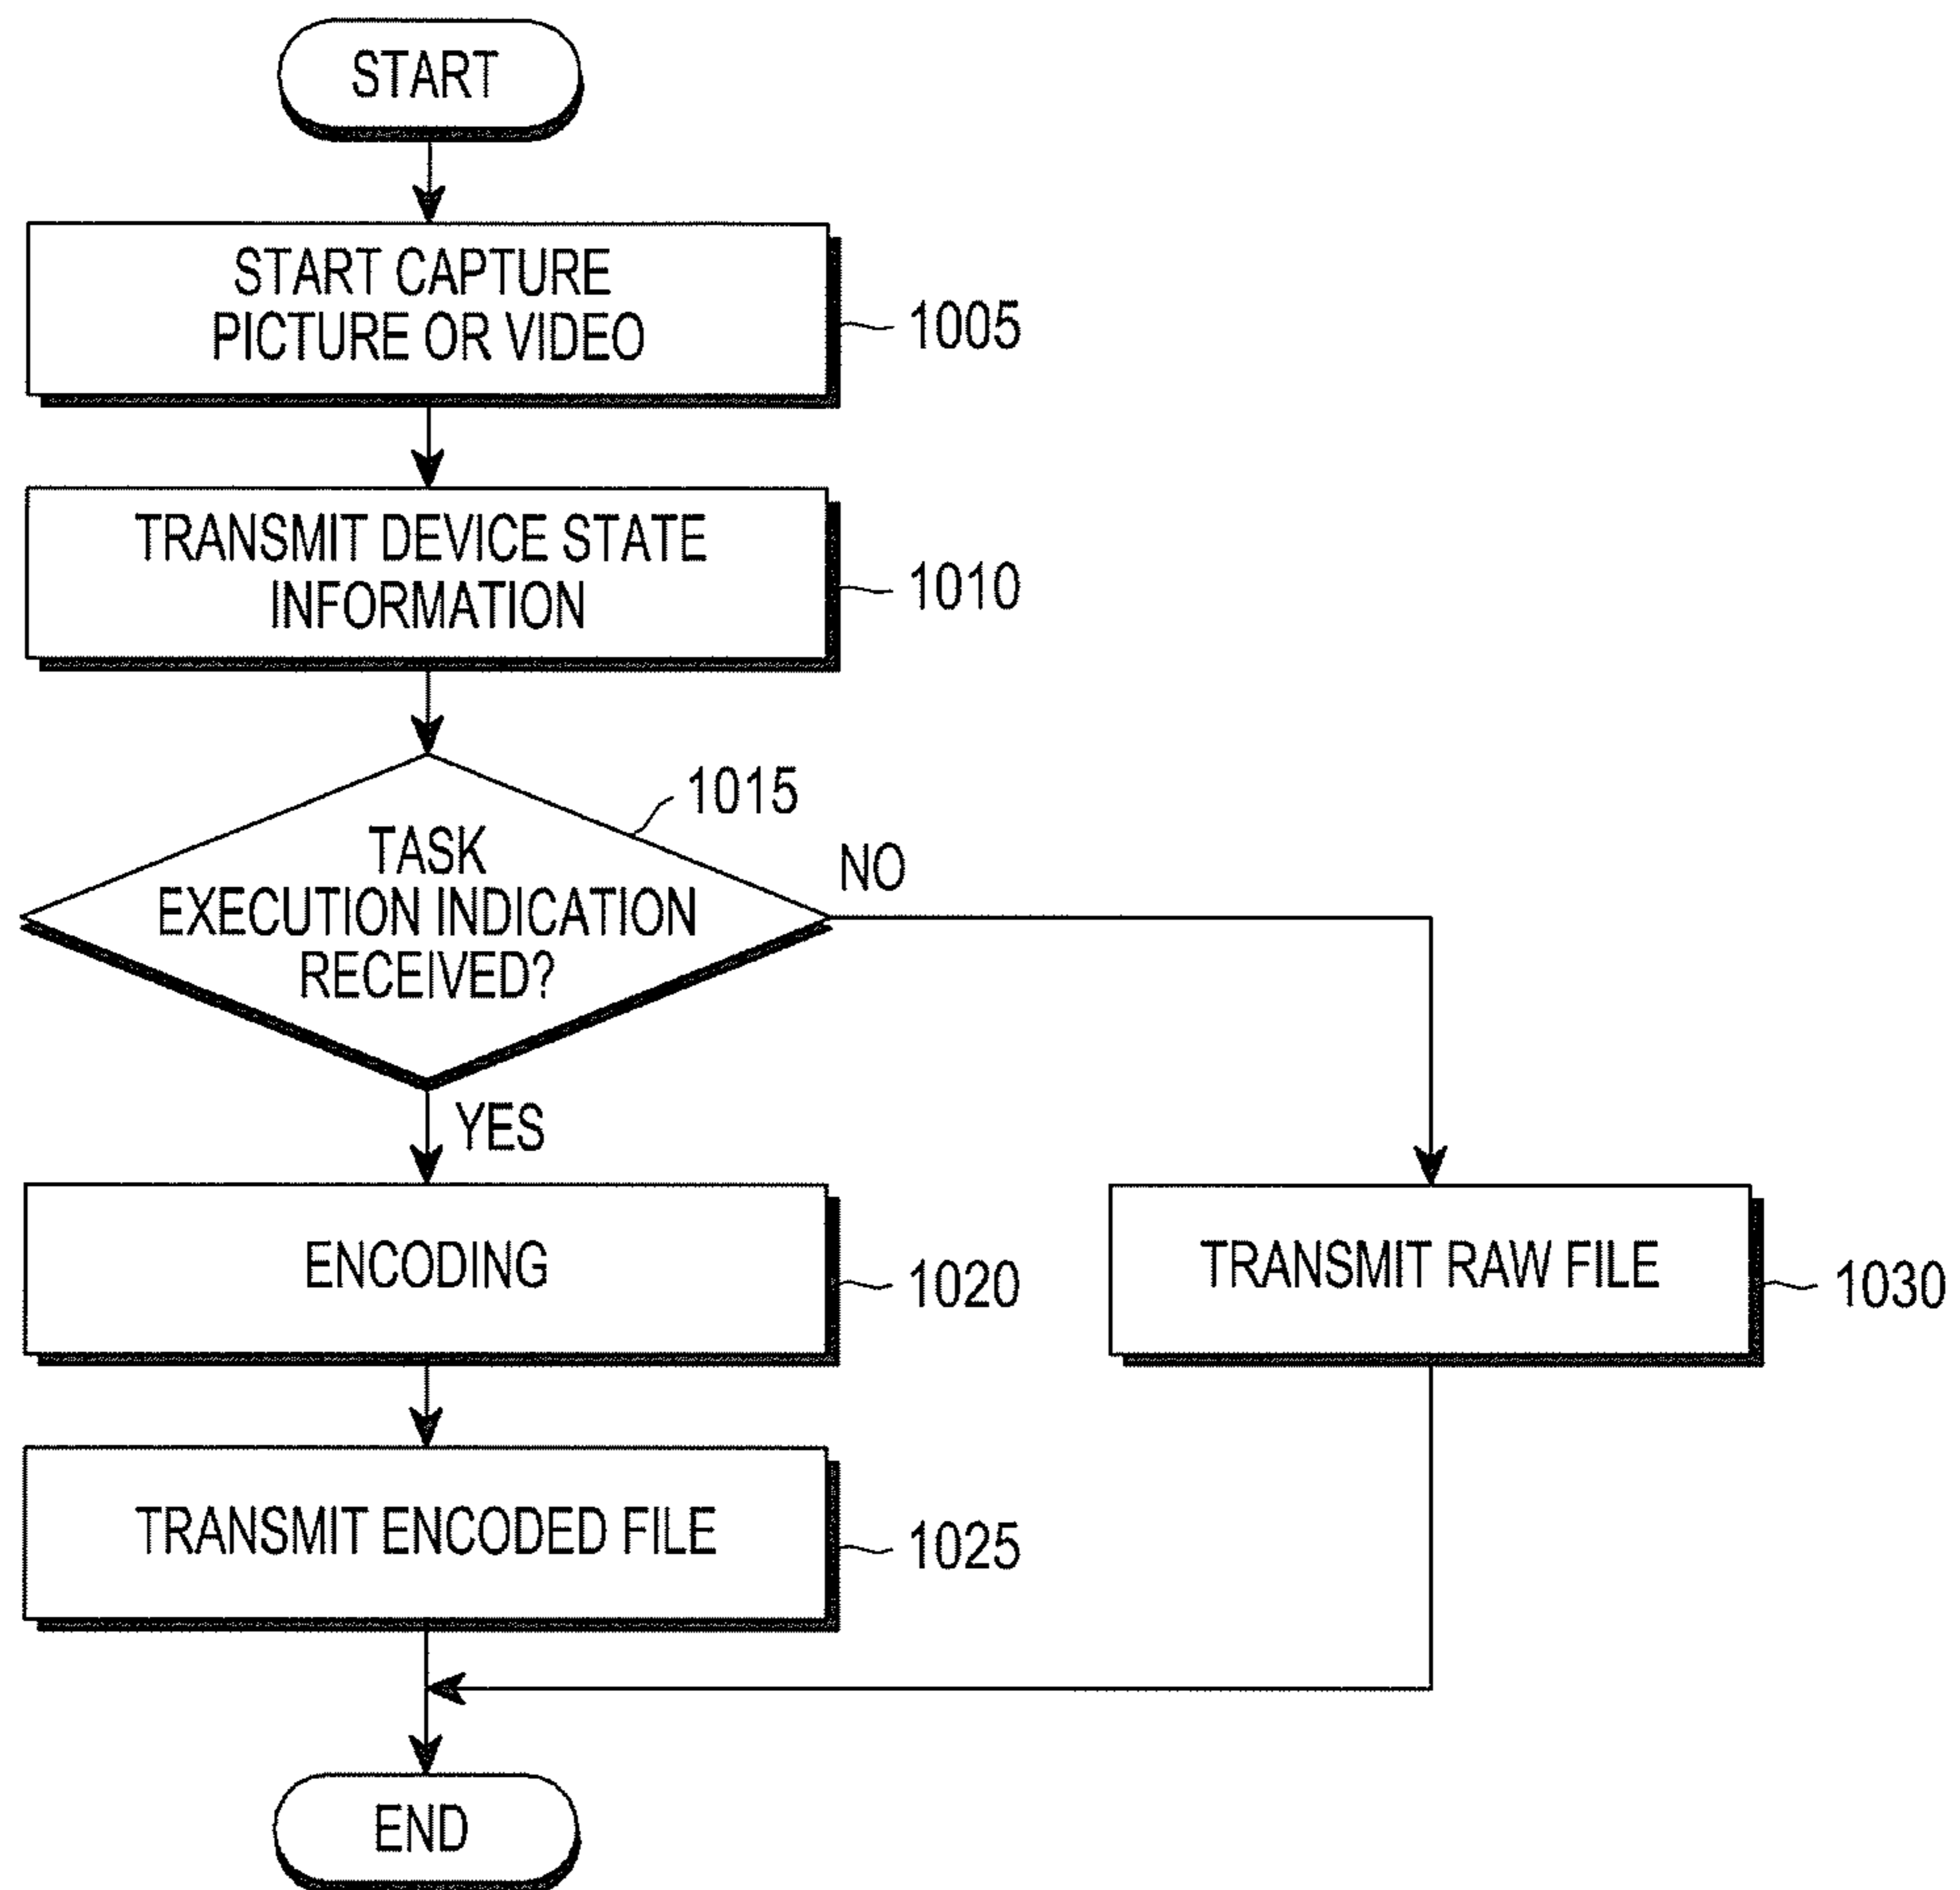 START
START CAPTURE
PICTURE OR VIDEO
1005
TRANSMIT DEVICE STATE
INFORMATION
1010
1015
TASK
EXECUTION INDICATION
RECEIVED?
NO
YES
ENCODING
1020
TRANSMIT RAW FILE
1030
TRANSMIT ENCODED FILE
1025
END